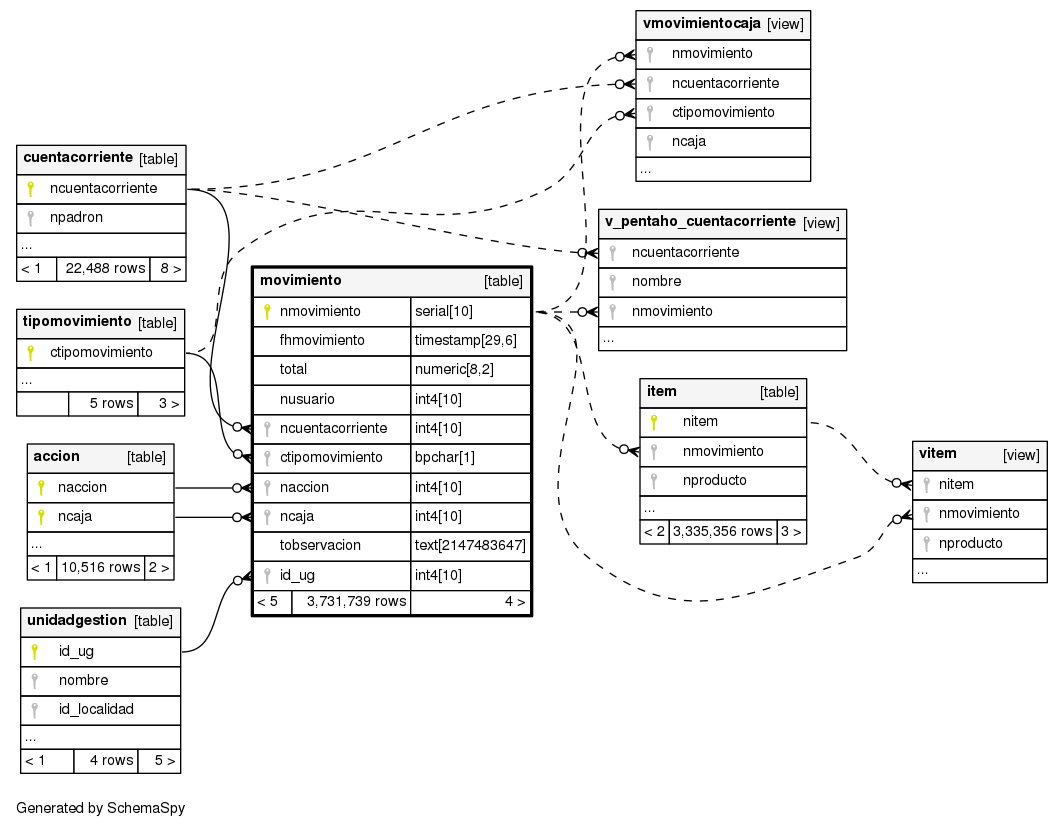 vmovimientocaja [view]
nmovimiento
ncuentacorriente
ctipomovimiento
ncaja
...
cuentacorriente [table]
ncuentacorriente
npadron
...
< 1 22,488 rows 8 >
v_pentaho_cuentacorriente [view]
ncuentacorriente
nombre
nmovimiento
...
movimiento [table]
nmovimiento serial[10]
fhmovimiento timestamp[29,6]
total numeric[8,2]
nusuario int4[10]
ncuentacorriente int4[10]
ctipomovimiento bpchar[1]
naccion int4[10]
ncaja int4[10]
tobservacion text[2147483647]
id_ug int4[10]
< 5 3,731,739 rows 4 >
tipomovimiento [table]
ctipomovimiento
...
5 rows 3 >
item [table]
nitem
nmovimiento
nproducto
...
< 2 3,335,356 rows 3 >
vitem [view]
nitem
nmovimiento
nproducto
...
accion [table]
naccion
ncaja
...
< 1 10,516 rows 2 >
unidadgestion [table]
id_ug
nombre
id_localidad
...
< 1 4 rows 5 >
Generated by SchemaSpy